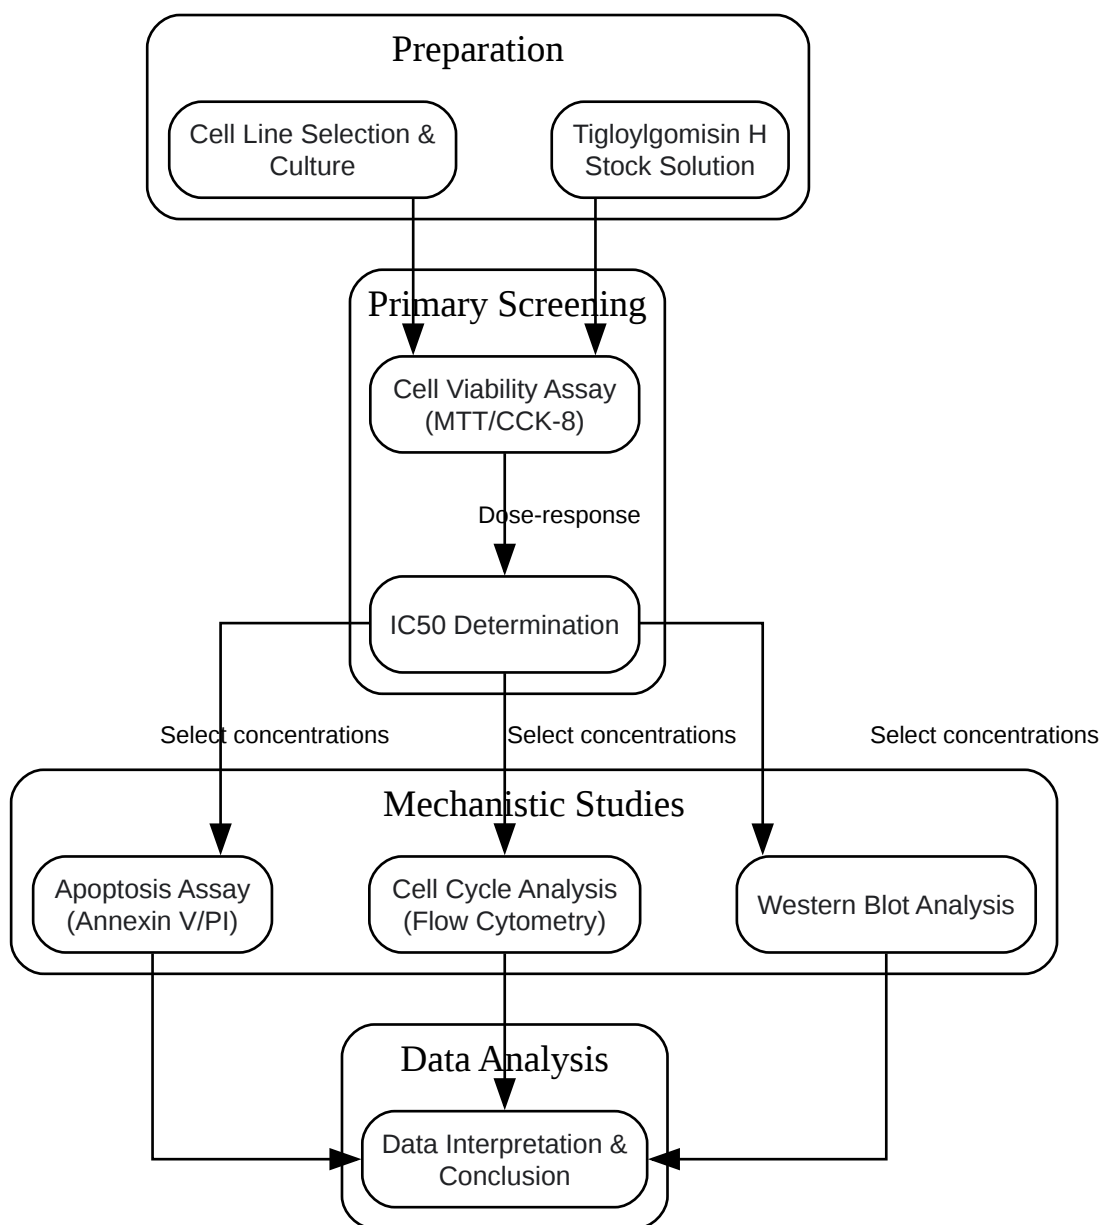 Preparation
Cell Line Selection &
Culture
Tigloylgomisin H
Stock Solution
Primary Screening
Cell Viability Assay
(MTT/CCK-8)
Dose-response
IC50 Determination
Select concentrations
Select concentrations
Select concentrations
Mechanistic Studies
Apoptosis Assay
(Annexin V/PI)
Cell Cycle Analysis
(Flow Cytometry)
Western Blot Analysis
Data Analysis
Data Interpretation &
Conclusion